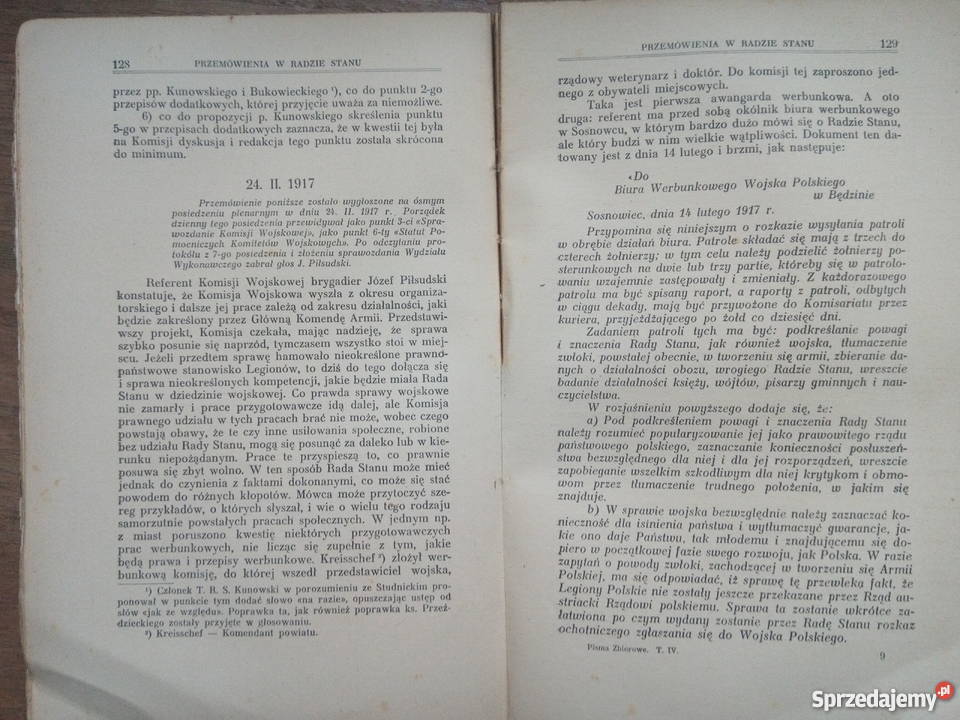 128 PRZEMÓWIENIA W RADZIE STANU
przez pp. Kunowskiego i Bukowieckiego ¹), co do punktu 2-go
przepisów dodatkowych, której przyjęcie uważa za niemożliwe.
6) co do propozycji p. Kunowskiego skreślenia punktu
5-go w przepisach dodatkowych zaznacza, że w kwestii tej była
na Komisji dyskusja i redakcja tego punktu została skrócona
do minimum.
24. II. 1917
Przemówienie poniższe zostało wygłoszone na ósmym
posiedzeniu plenarnym w dniu 24. II. 1917 r. Porządek
dzienny tego posiedzenia przewidywał jako punkt 3-ci «Spra-
wozdanie Komisji Wojskowej», jako punkt 6-ty «Statut Po-
mocniczych Komitetów Wojskowych». Po odczytaniu pro-
tokółu z 7-go posiedzenia i złożeniu sprawozdania Wydziału
Wykonawczego zabrał głos J. Piłsudski.
Referent Komisji Wojskowej brygadier Józef Piłsudski
konstatuje, że Komisja Wojskowa wyszła z okresu organiza-
torskiego i dalsze jej prace zależą od zakresu działalności, jaki
będzie zakreślony przez Główną Komendę Armii. Przedstawi-
wszy projekt, Komisja czekała, mając nadzieję, że sprawa
szybko posunie się naprzód, tymczasem wszystko stoi w miej-
scu. Jeżeli przedtem sprawę hamowało nieokreślone prawno-
państwowe stanowisko Legionów, to dziś do tego dołącza się
i sprawa nieokreślonych kompetencji, jakie będzie miała Rada
Stanu w dziedzinie wojskowej. Co prawda sprawy wojskowe
nie zamarły i prace przygotowawcze idą dalej, ale Komisja
prawnego udziału w tych pracach brać nie może, wobec czego
powstają obawy, że te czy inne usiłowania społeczne, robione
bez udziału Rady Stanu, mogą się posunąć za daleko lub w kie-
runku niepożądanym. Prace te przyspieszą to, co prawnie
posuwa się zbyt wolno. W ten sposób Rada Stanu może mieć
jednak do czynienia z faktami dokonanymi, co może się stać
powodem do różnych kłopotów. Mówca może przytoczyć sze-
reg przykładów, o których słyszał, i wie o wielu tego rodzaju
samorzutnie powstałych pracach społecznych. W jednym np.
z miast poruszono kwestię niektórych przygotowawczych
prac werbunkowych, nie licząc się zupełnie z tym, jakie
będą prawa i przepisy werbunkowe. Kreisschef ²) złożył wer-
bunkową komisję, do której wszedł przedstawiciel wojska,
¹) Członek T. R. S. Kunowski w porozumieniu ze Studnickim pro-
ponował w punkcie tym dodać słowo «na razie», opuszczając ustęp od
słów «jak ze względu». Poprawka ta, jak również poprawka ks. Przeź-
dzieckiego zostały przyjęte w głosowaniu.
²) Kreisschef — Komendant powiatu.
PRZEMÓWIENIA W RADZIE STANU 129
rządowy weterynarz i doktór. Do komisji tej zaproszono jed-
nego z obywateli miejscowych.
Taka jest pierwsza awangarda werbunkowa. A oto
druga: referent ma przed sobą okólnik biura werbunkowego
w Sosnowcu, w którym bardzo dużo mówi się o Radzie Stanu,
ale który budzi w nim wielkie wątpliwości. Dokument ten da-
towany jest z dnia 14 lutego i brzmi, jak następuje:
«Do
Biura Werbunkowego Wojska Polskiego
w Będzinie
Sosnowiec, dnia 14 lutego 1917 r.
Przypomina się niniejszym o rozkazie wysyłania patroli
w obrębie działań biura. Patrole składać się mają z trzech do
czterech żołnierzy; w tym celu należy podzielić żołnierzy po-
sterunkowych na dwie lub trzy partie, któreby się w patrolo-
waniu wzajemnie zastępowały i zmieniały. Z każdorazowego
patrolu ma być spisany raport, a raporty z patroli, odbytych
w ciągu dekady, mają być przywożone do Komisariatu przez
kuriera, przyjeżdżającego po żołd co dziesięć dni.
Zadaniem patroli tych ma być: podkreślanie powagi
i znaczenia Rady Stanu, jak również wojska, tłumaczenie
zwłoki, powstałej obecnie, w tworzeniu się armii, zbieranie da-
nych o działalności obozu, wrogiego Radzie Stanu, wreszcie
badanie działalności księży, wójtów, pisarzy gminnych i nau-
czycielstwa.
W rozjaśnieniu powyższego dodaje się, że:
a) Pod podkreśleniem powagi i znaczenia Rady Stanu
należy rozumieć popularyzowanie jej jako prawowitego rządu
państwowego polskiego, zaznaczanie konieczności posłuszeń-
stwa bezwzględnego dla niej i dla jej rozporządzeń, wreszcie
zapobieganie wszelkim szkodliwym dla niej krytykom i obmo-
wom przez tłumaczenie trudnego położenia, w jakim się
znajduje.
b) W sprawie wojska bezwzględnie należy zaznaczać ko-
nieczność dla istnienia państwa i wytłumaczyć gwarancje, ja-
kie ono daje Państwu, tak młodemu i znajdującemu się do-
piero w początkowej fazie swego rozwoju, jak Polska. W razie
zapytań o powody zwłoki, zachodzącej w tworzeniu się Armii
Polskiej, ma się odpowiadać, iż sprawę tę przewleka fakt, że
Legiony Polskie nie zostały jeszcze przekazane przez Rząd au-
striacki Rządowi polskiemu. Sprawa ta zostanie wkrótce za-
łatwiona po czym wydany zostanie przez Radę Stanu rozkaz
ochotniczego zgłaszania się do Wojska Polskiego.
Pisma Zbiorowe. T. IV. 9
Sprzedajemy.pl